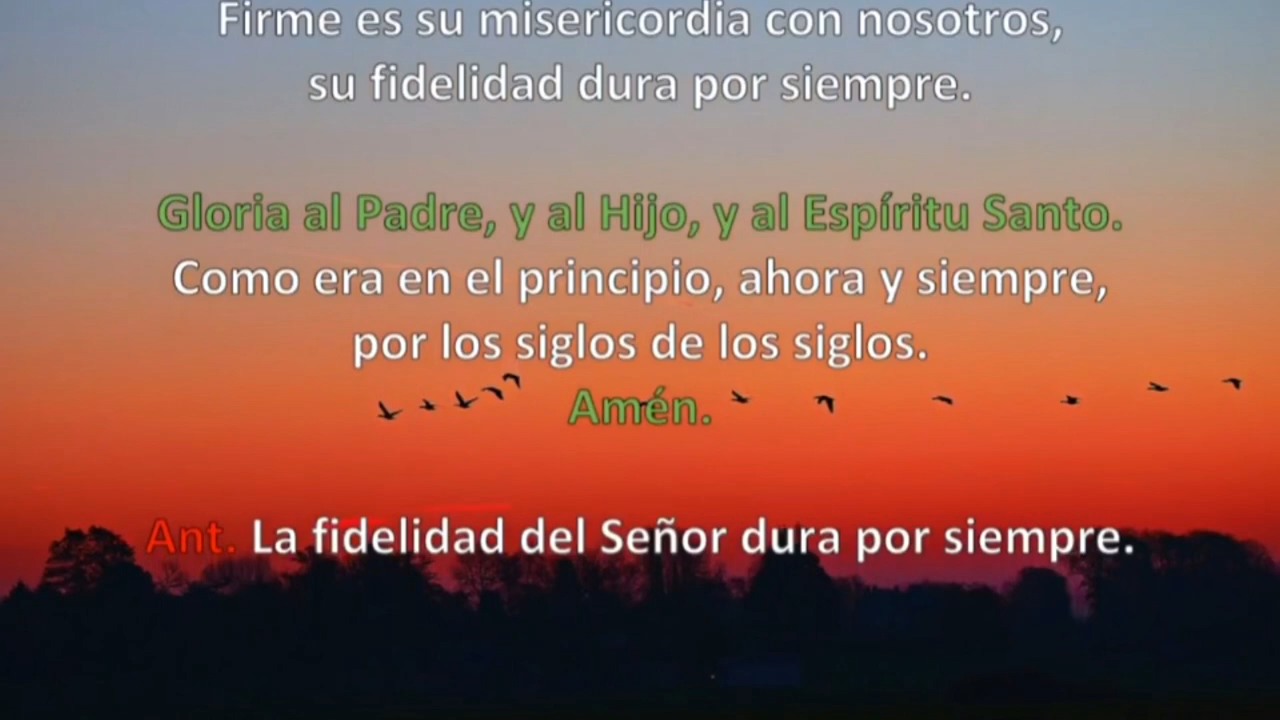 Firme es su misericordia con nosotros,
su fidelidad dura por siempre.
Gloria al Padre, y al Hijo, y al Espíritu Santo.
Como era en el principio, ahora y siempre,
por los siglos de los siglos.
Amén.
Ant. La fidelidad del Señor dura por siempre.